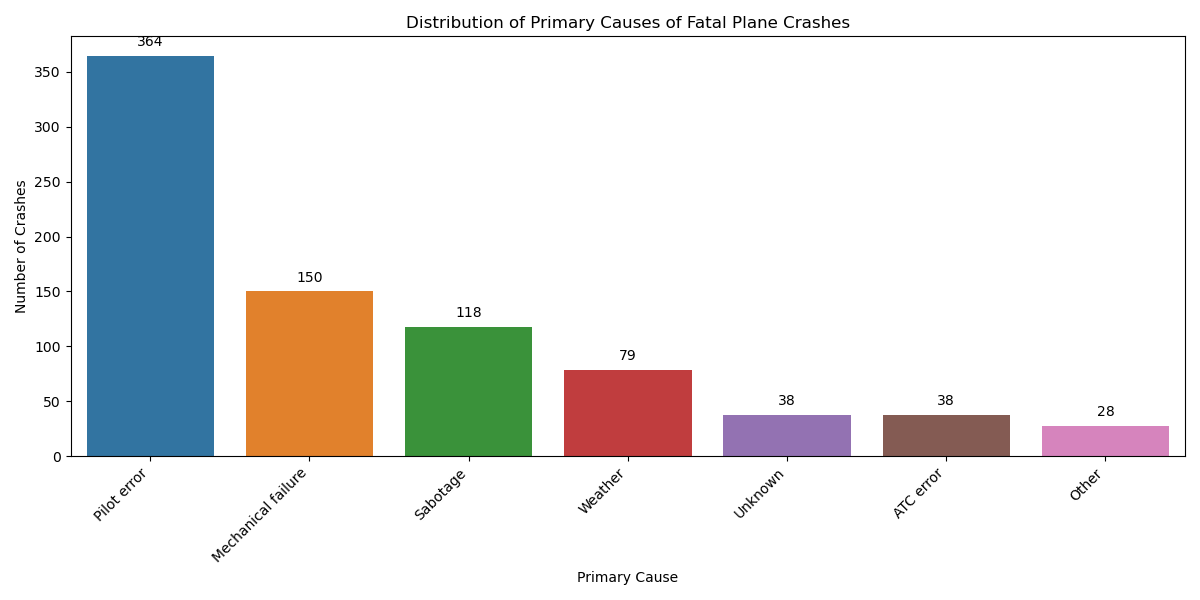 Distribution of Primary Causes of Fatal Plane Crashes
364
350
300
250
200
150
100
50
0
Number of Crashes
150
118
79
38
38
28
Pilot error
Mechanical failure
Sabotage
Weather
Unknown
ATC error
Other
Primary Cause